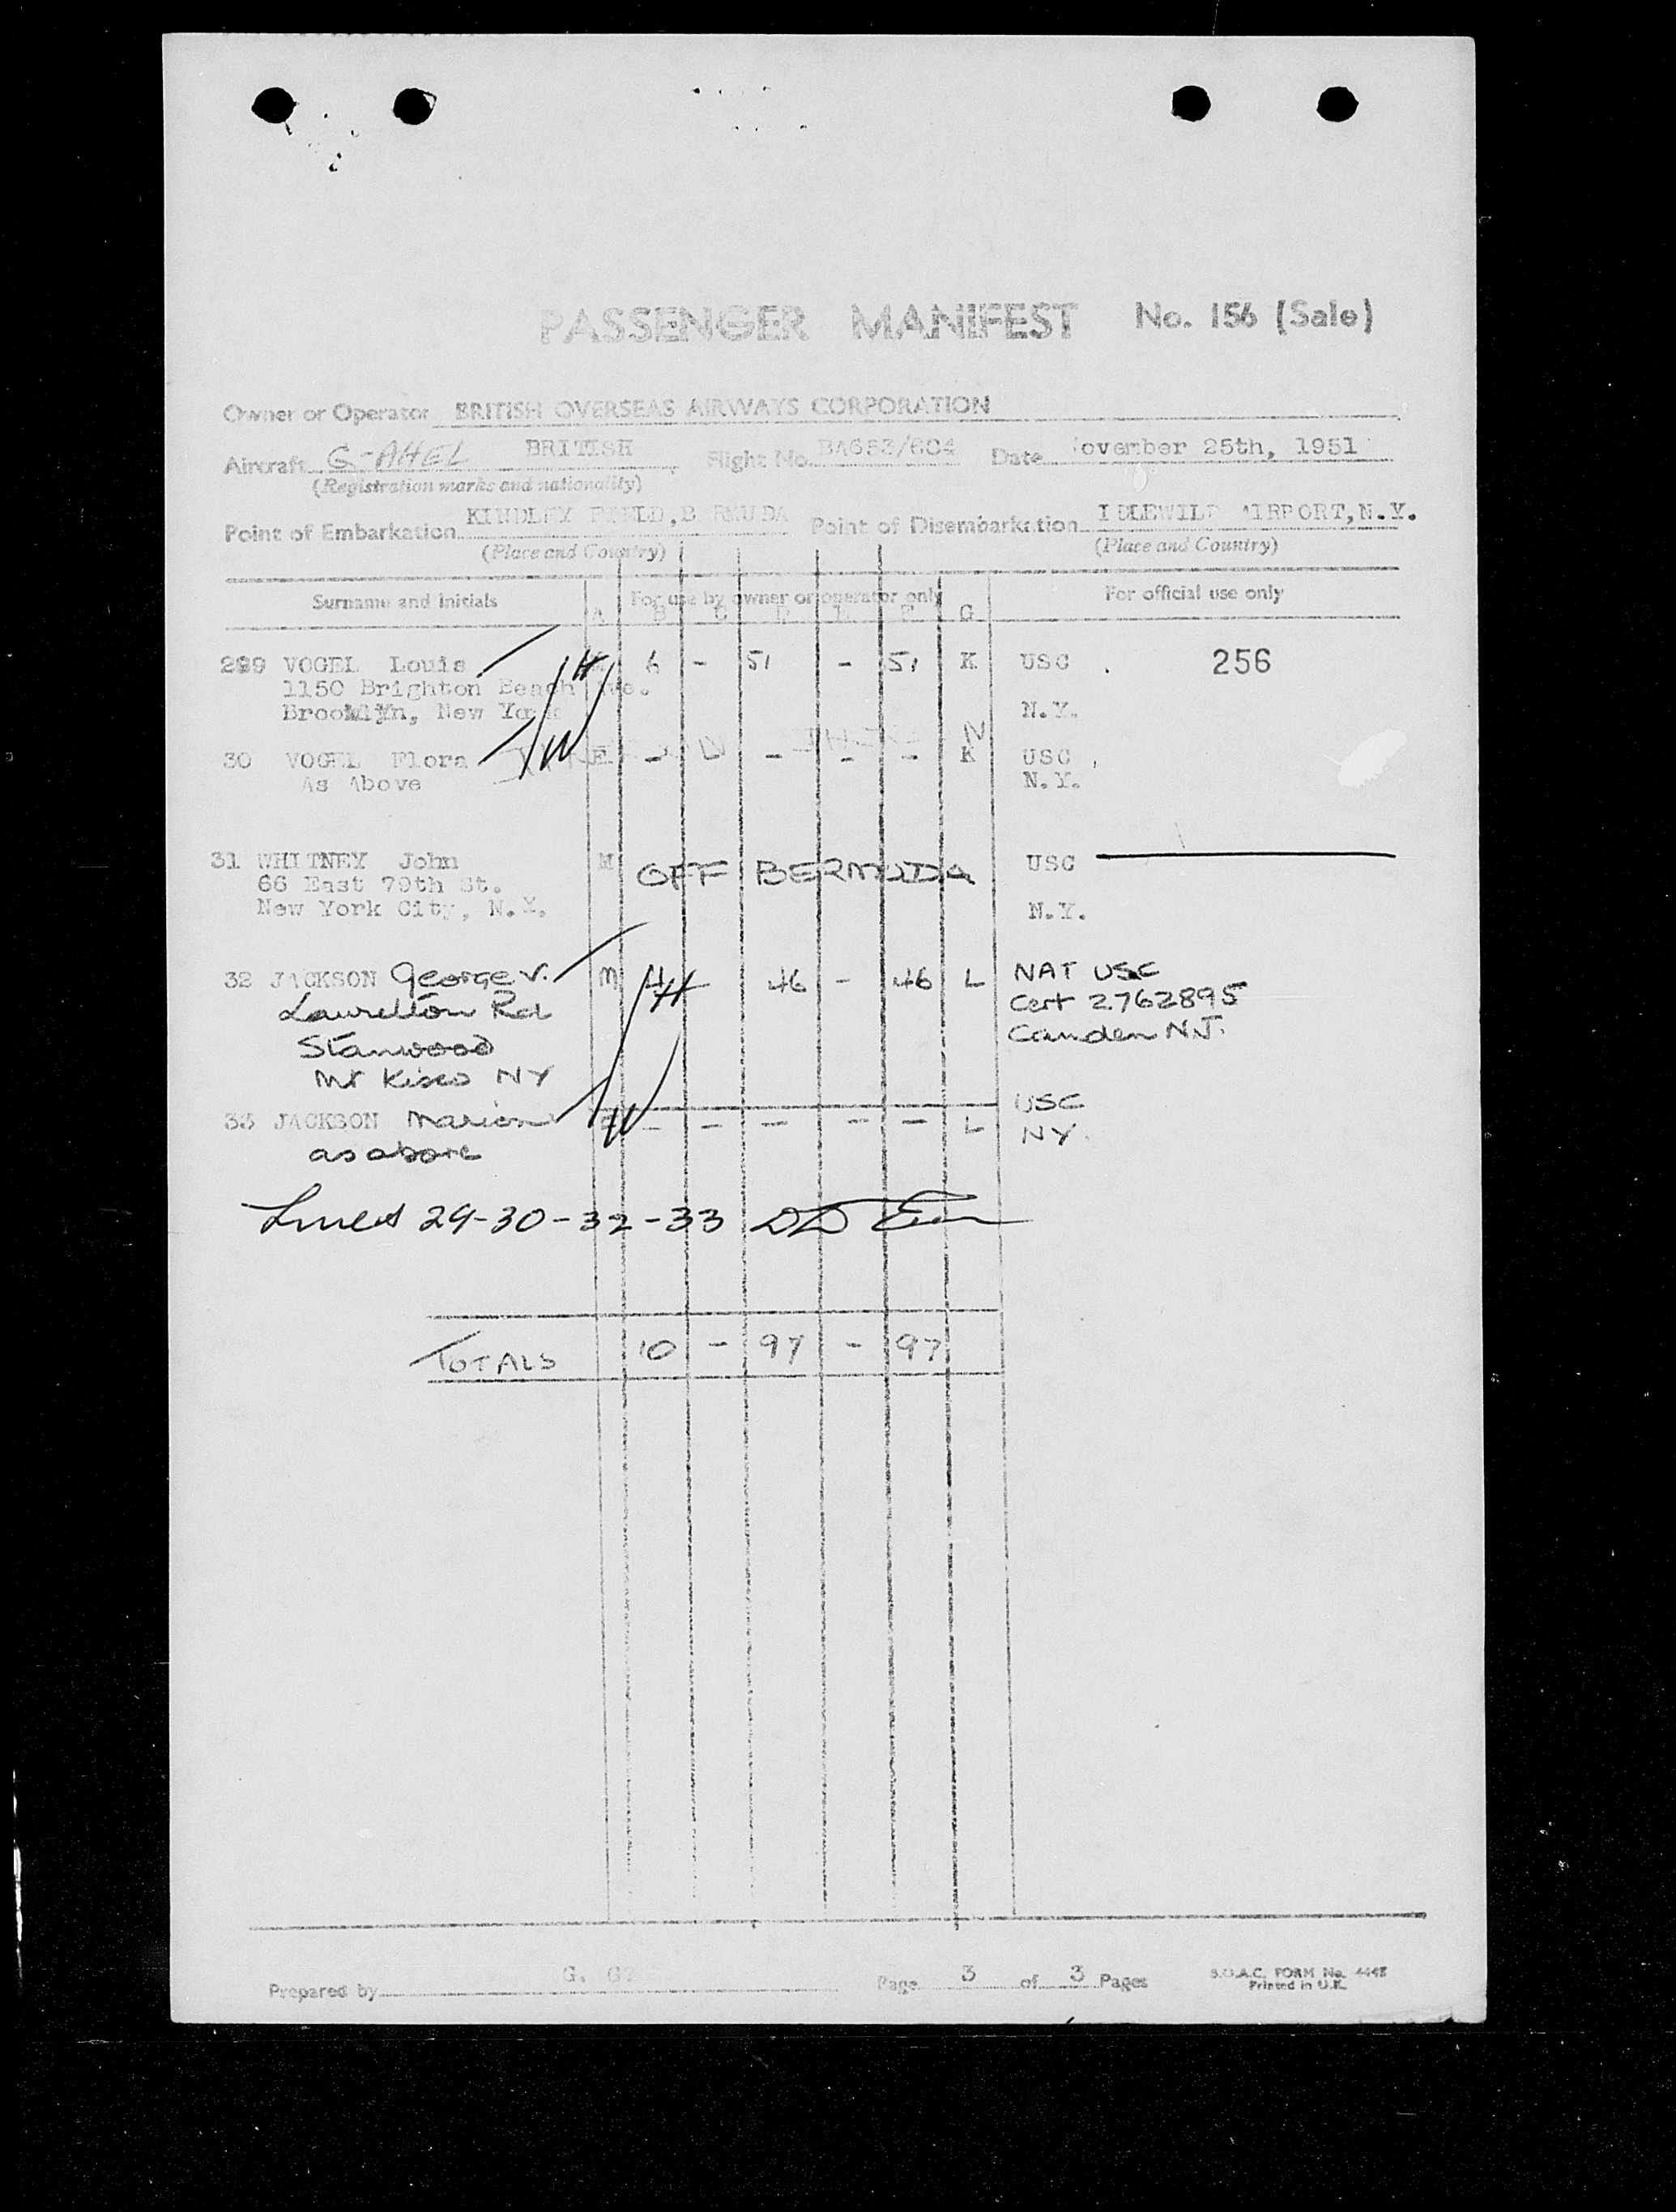 PASSENGER MANIFEST No. 156 (Sale)
Owner or Operator BRITISH OVERSEAS AIRWAYS CORPORATION
Aircraft G-AHEL BRITISH Flight No. BA653/604 Date ovember 25th, 1951
(Registration marks and nationality)
Point of Embarkation KINDLEY FIELD, B RMUDA Point of Disembarkation IDLEWILD AIRPORT, N.Y.
(Place and Country) (Place and Country)
Surname and initials For use by owner or operator only For official use only
A B C D E F G
299 VOGEL Louis 6 - 51 - 51 K USC 256
1150 Brighton Beach Ave.
Brooklyn, New York N.Y.
30 VOGEL Flora F - - - - K USC
As Above N.Y.
31 WHITNEY John M OFF BERMUDA USC
66 East 79th St.
New York City, N.Y. N.Y.
32 JACKSON George V. M 4 46 - 46 L NAT USC
Laurelton Rd Cert 2762895
Stanwood Camden N.J.
Mt Kisco NY
33 JACKSON Marion F - - - - - L USC
as above NY.
Lines 29-30-32-33
TOTALS 10 - 97 - 97
Prepared by G. Page 3 of 3 Pages
B.O.A.C. FORM No. 4448
Printed in U.K.